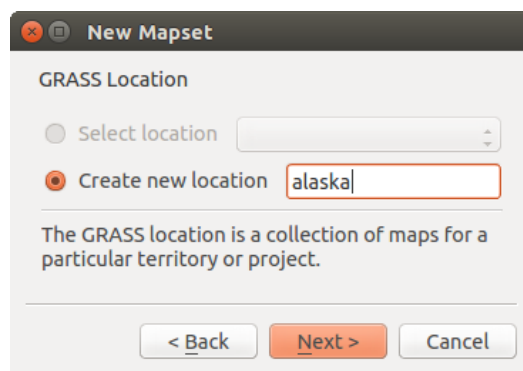 New Mapset
GRASS Location
Select location
Create new location alaska
The GRASS location is a collection of maps for a
particular territory or project.
< Back Next > Cancel